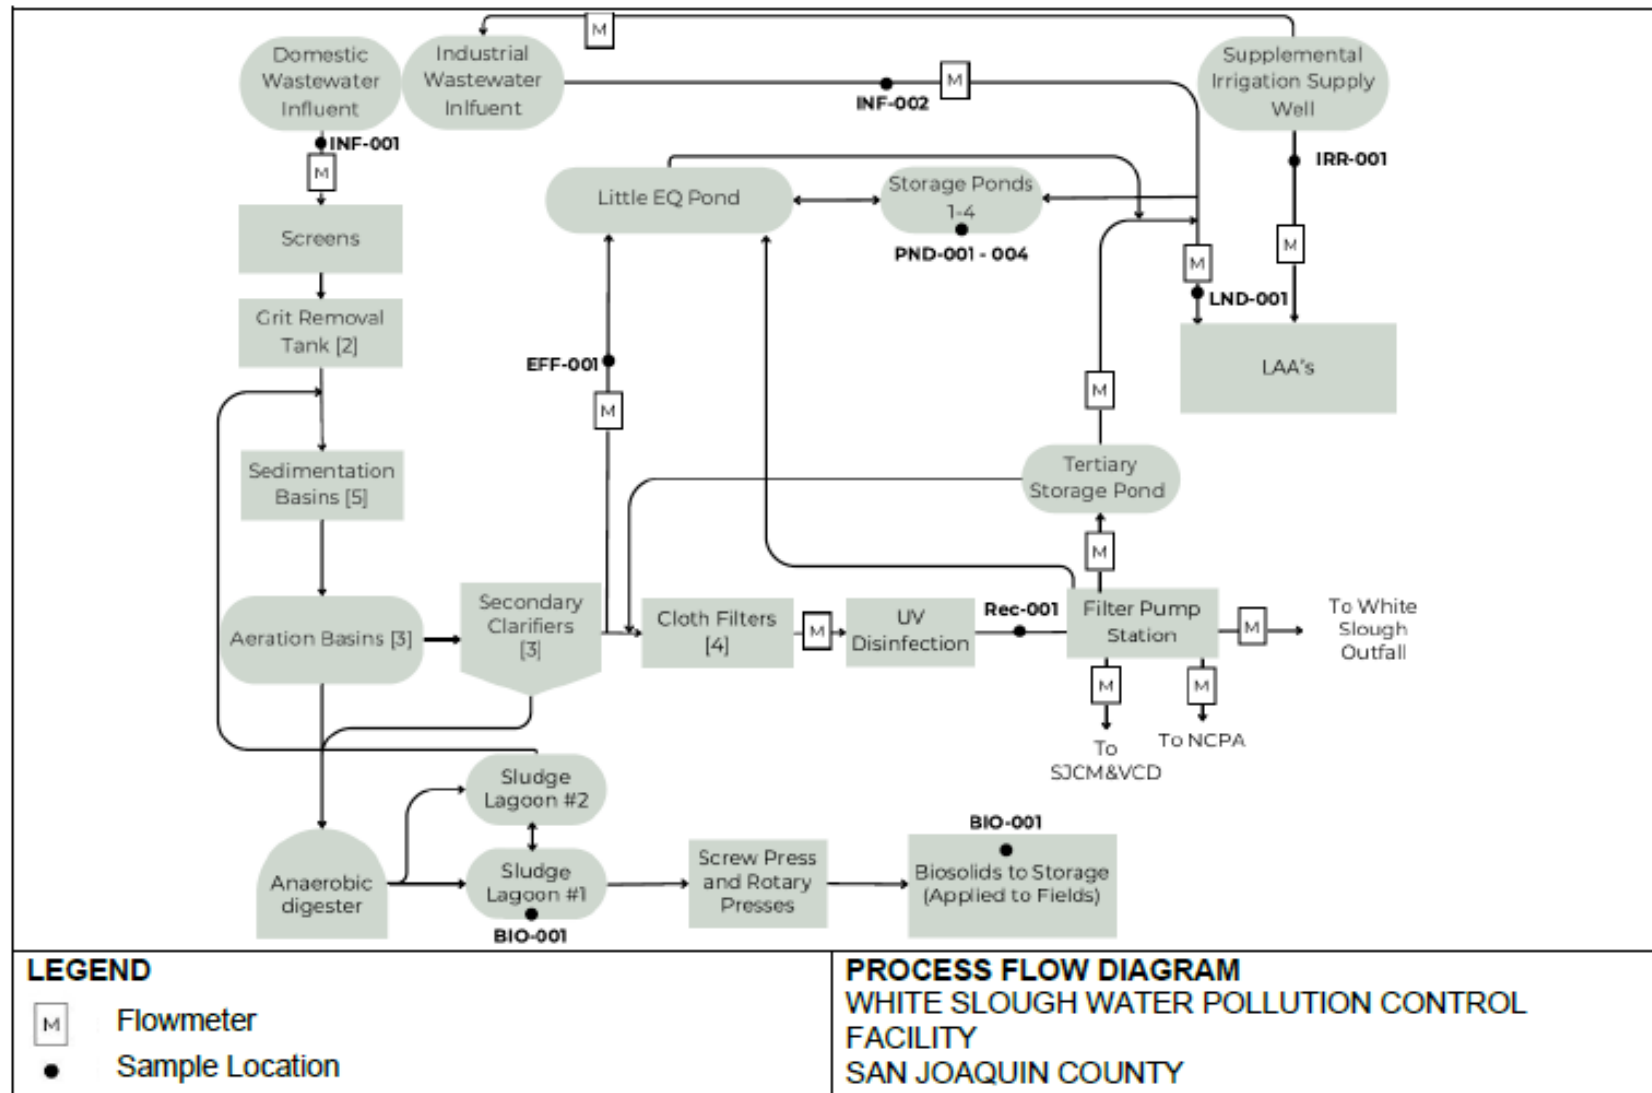 M
Domestic
Wastewater
Influent
Industrial
Wastewater
Inlfuent
INF-002
M
Supplemental
Irrigation Supply
Well
INF-001
M
IRR-001
Little EQ Pond
Storage Ponds
1-4
PND-001 - 004
Screens
M
M
LND-001
Grit Removal
Tank [2]
EFF-001
M
LAA's
M
Sedimentation
Basins [5]
Tertiary
Storage Pond
M
Aeration Basins [3]
Secondary
Clarifiers
[3]
Cloth Filters
[4]
M
UV
Disinfection
Rec-001
Filter Pump
Station
M
To White
Slough
Outfall
M
M
To
SJCM&VCD
To NCPA
Sludge
Lagoon #2
Anaerobic
digester
Sludge
Lagoon #1
BIO-001
Screw Press
and Rotary
Presses
BIO-001
Biosolids to Storage
(Applied to Fields)
LEGEND
M Flowmeter
Sample Location
PROCESS FLOW DIAGRAM
WHITE SLOUGH WATER POLLUTION CONTROL
FACILITY
SAN JOAQUIN COUNTY